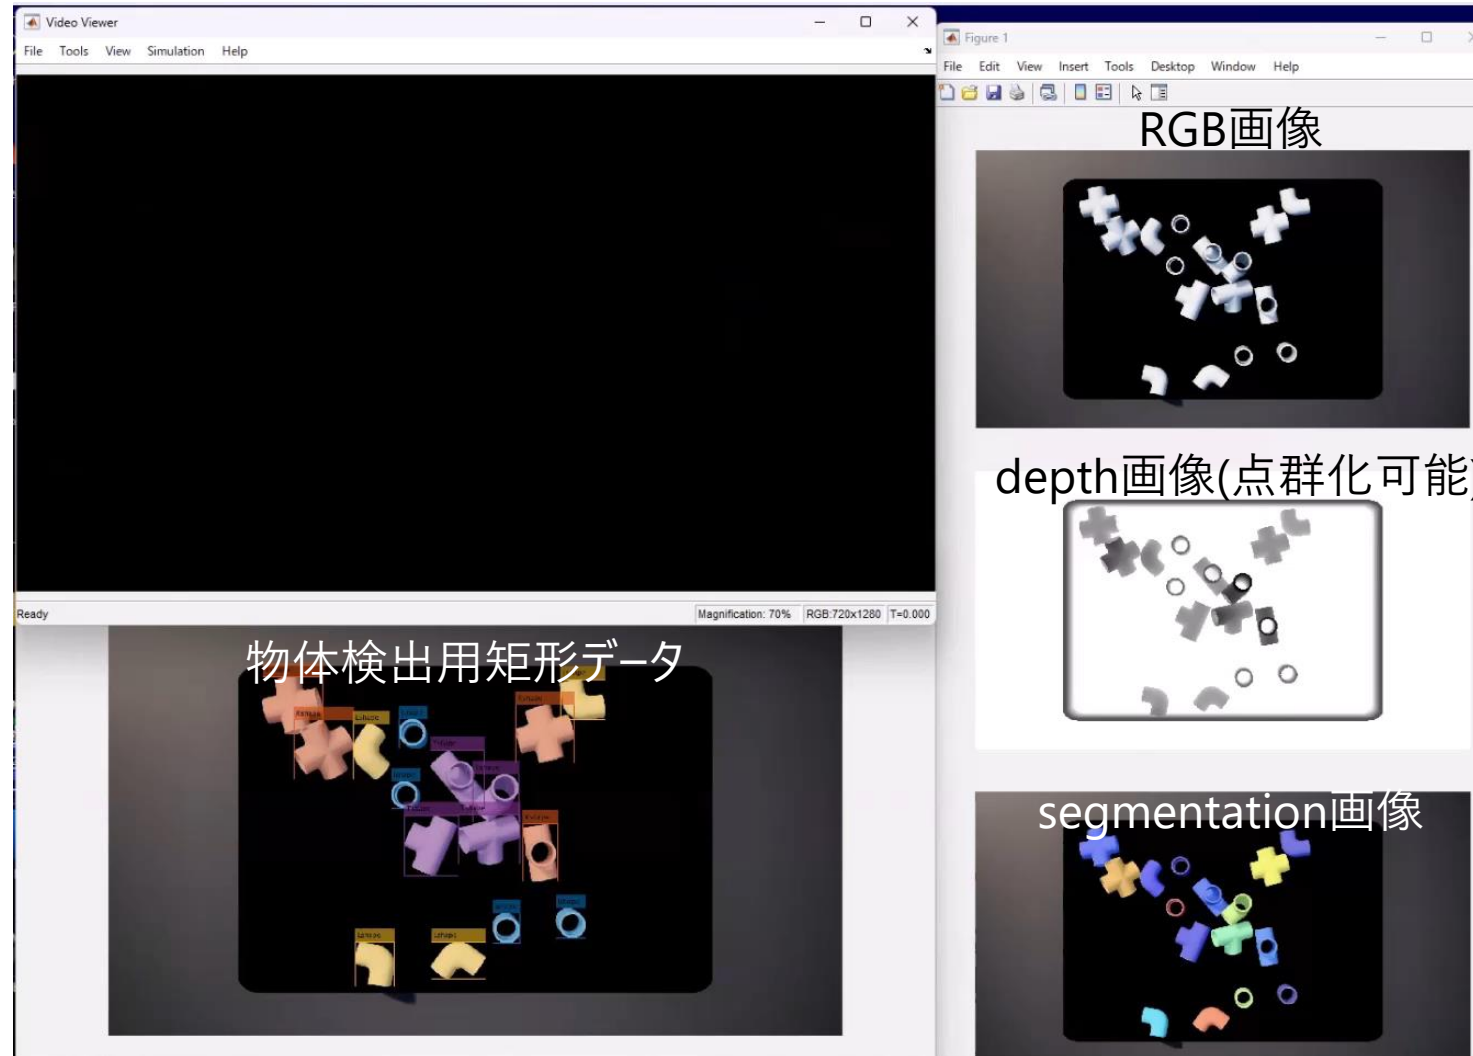 Video Viewer
File Tools View Simulation Help
Ready
Magnification: 70% RGB:720x1280 T=0.000
Figure 1
File Edit View Insert Tools Desktop Window Help
RGB画像
depth画像(点群化可能)
segmentation画像
物体検出用矩形データ